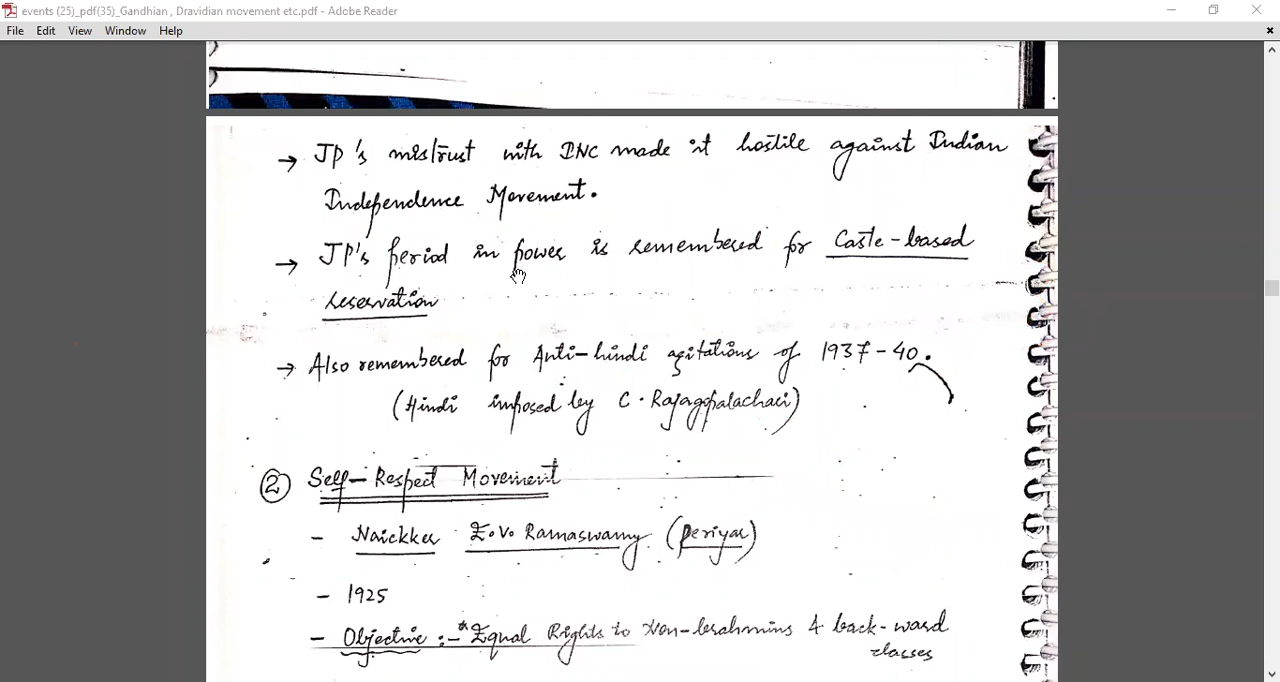 events (25)_pdf(35)_Gandhian , Dravidian movement etc.pdf - Adobe Reader
File Edit View Window Help
→ JP's mistrust with INC made it hostile against Indian
Independence Movement.
→ JP's period in power is remembered for Caste-based
reservation
→ Also remembered for Anti-hindi agitations of 1937-40.
(Hindi imposed by C. Rajagopalachari)
② Self-Respect Movement
- Naickker E.V. Ramaswamy (Periyar)
- 1925
- Objective :- * Equal Rights to Non-brahmins & back-ward
classes